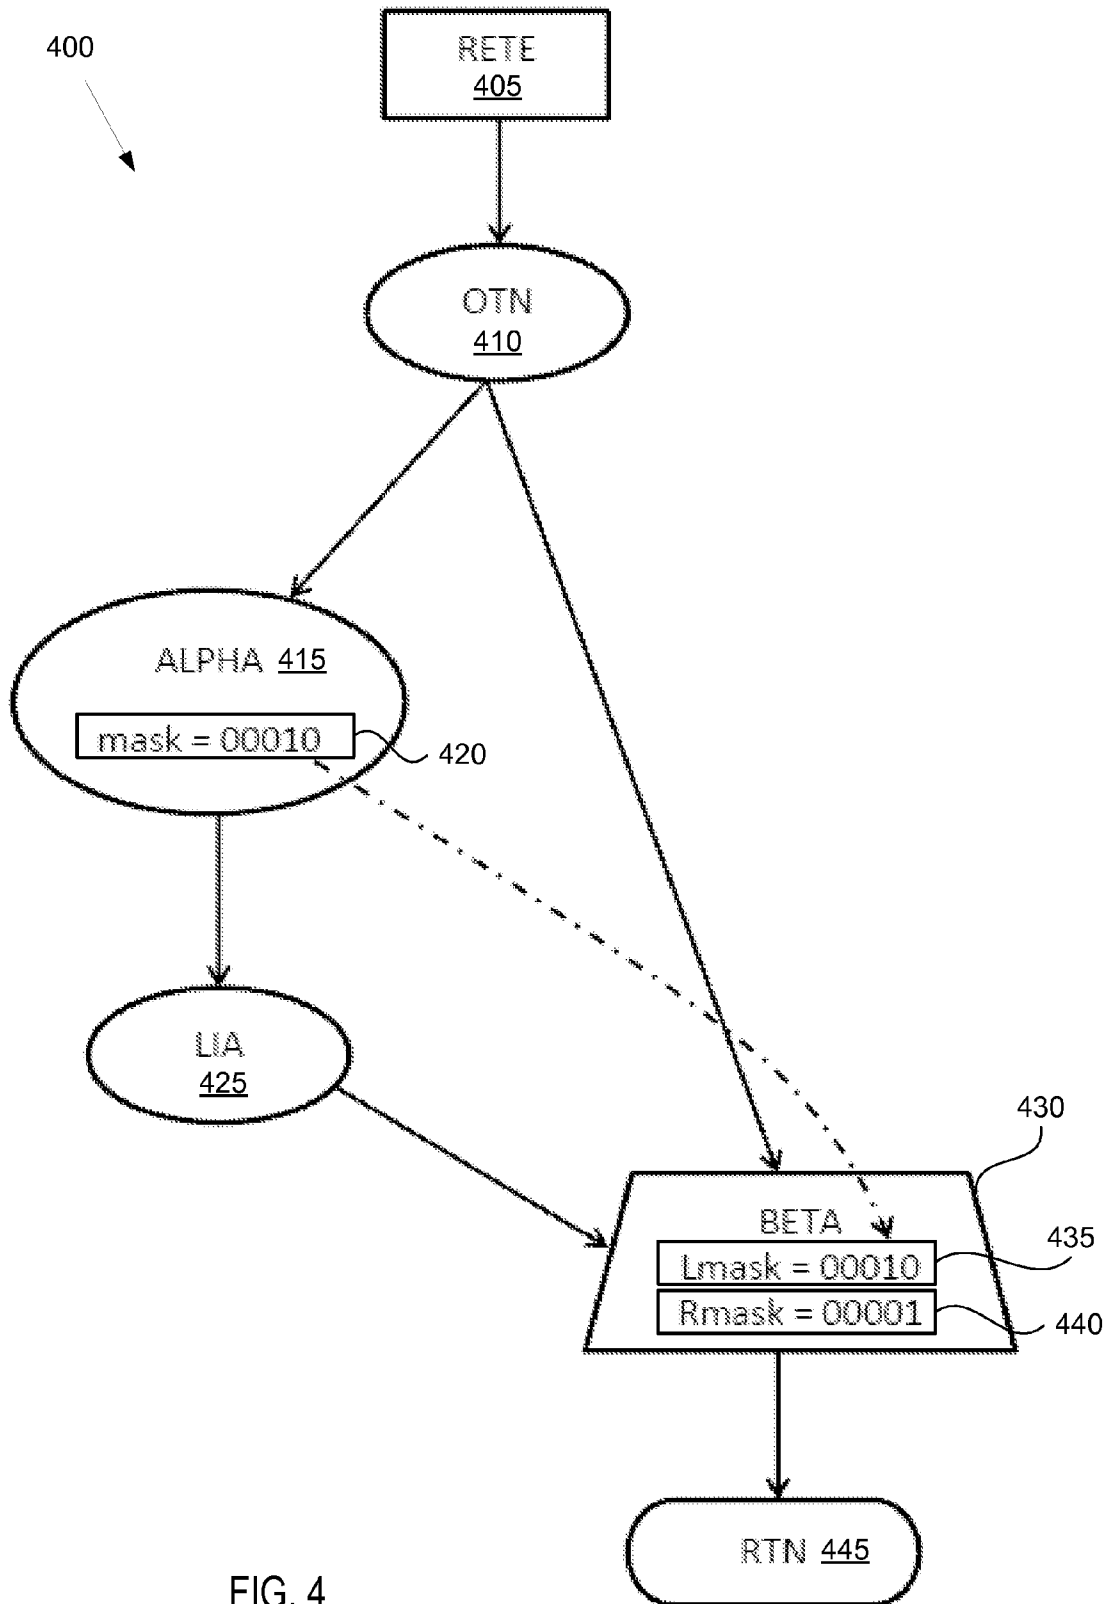 400
RETE
405
OTN
410
ALPHA 415
mask = 00010
420
LIA
425
430
BETA
435
Lmask = 00010
Rmask = 00001
440
RTN 445
FIG. 4